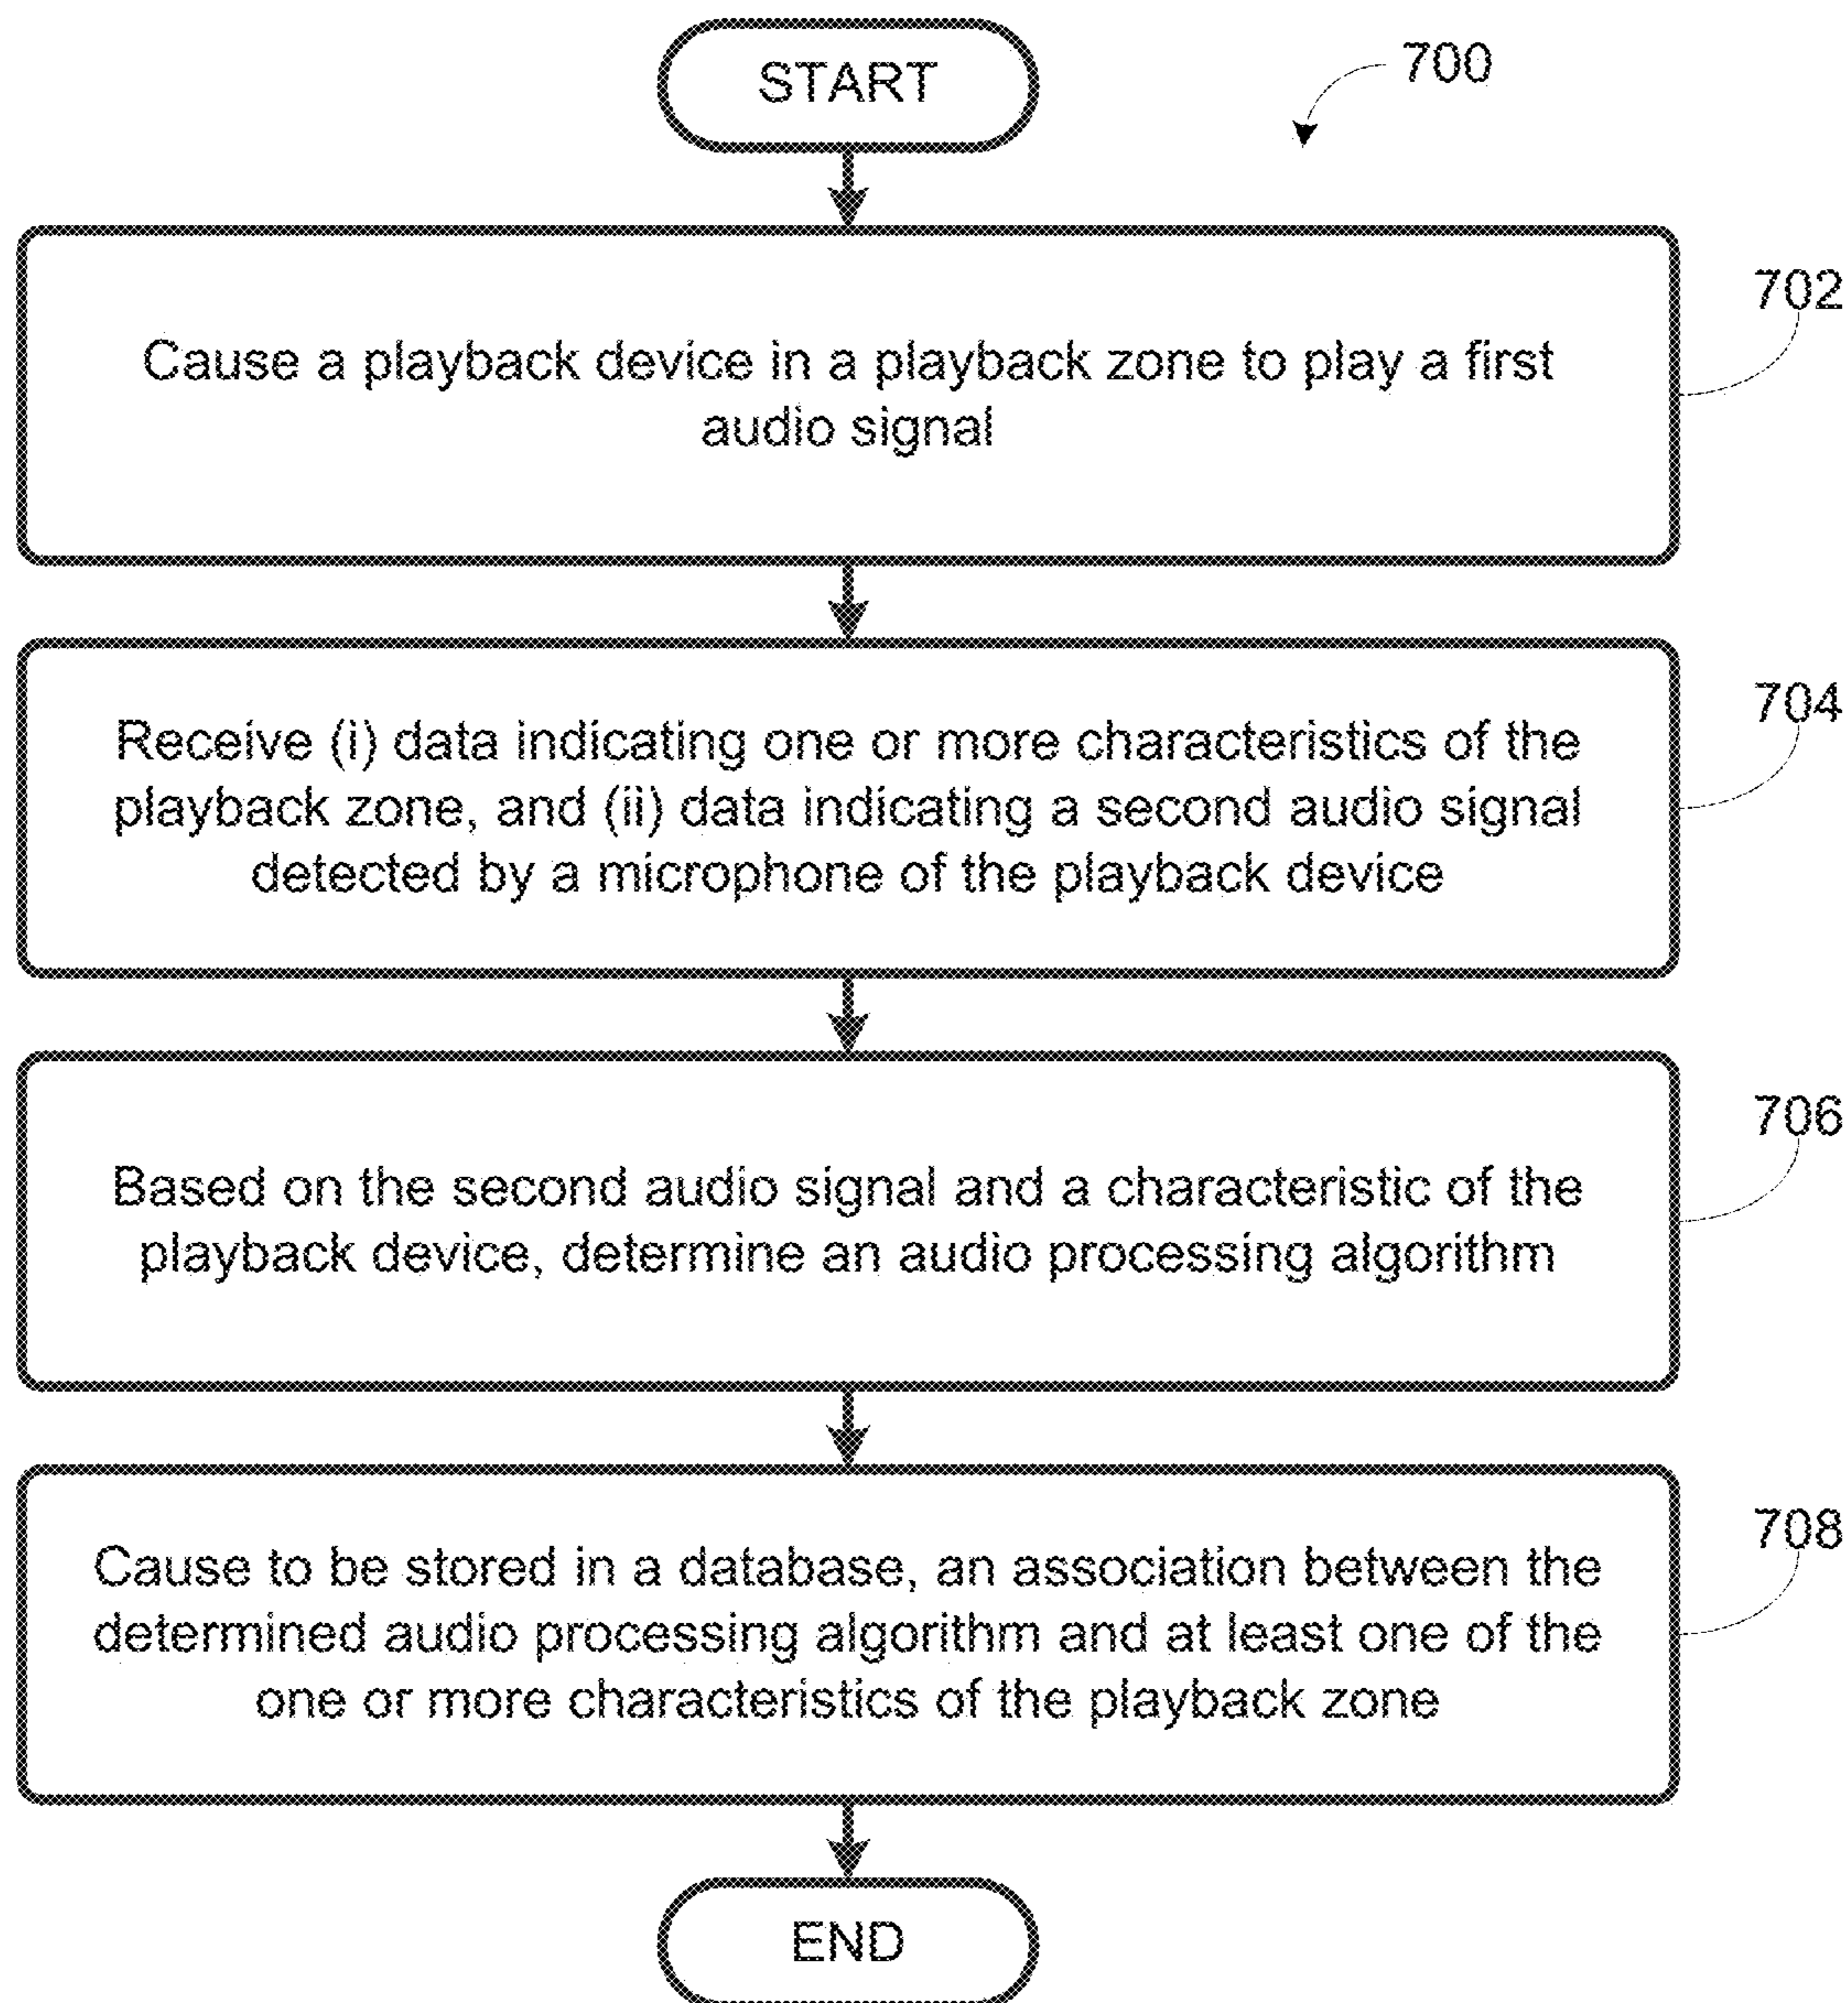 START
700
702
Cause a playback device in a playback zone to play a first
audio signal
704
Receive (i) data indicating one or more characteristics of the
playback zone, and (ii) data indicating a second audio signal
detected by a microphone of the playback device
706
Based on the second audio signal and a characteristic of the
playback device, determine an audio processing algorithm
708
Cause to be stored in a database, an association between the
determined audio processing algorithm and at least one of the
one or more characteristics of the playback zone
END